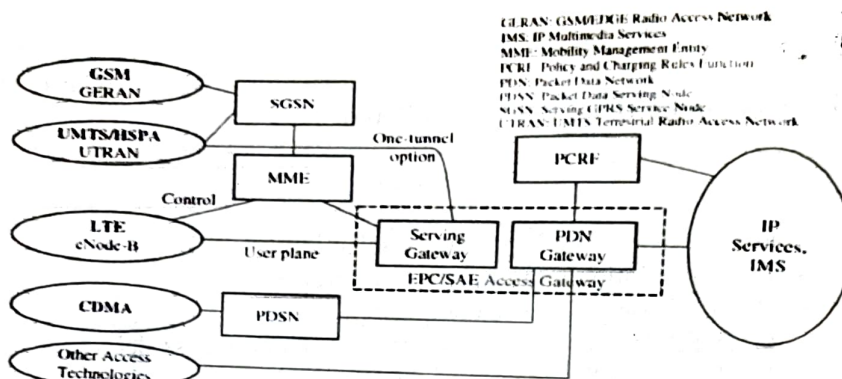 GERAN: GSM/EDGE Radio Access Network
IMS: IP Multimedia Services
MME: Mobility Management Entity
PCRF: Policy and Charging Rules Function
PDN: Packet Data Network
PDSN: Packet Data Serving Node
SGSN: Serving GPRS Service Node
UTRAN: UMTS Terrestrial Radio Access Network
GSM
GERAN
SGSN
UMTS/HSPA
UTRAN
One-tunnel
option
PCRF
MME
Control
LTE
eNode-B
User plane
Serving
Gateway
PDN
Gateway
IP
Services,
IMS
EPC/SAE Access Gateway
CDMA
PDSN
Other Access
Technologies